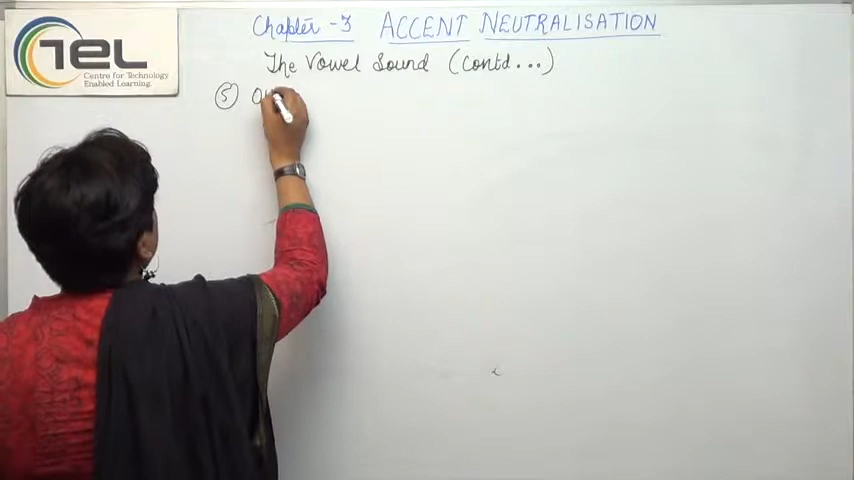 TEL
Centre for Technology
Enabled Learning.
Chapter - 3 ACCENT NEUTRALISATION
The Vowel Sound (Contd...)
(5)